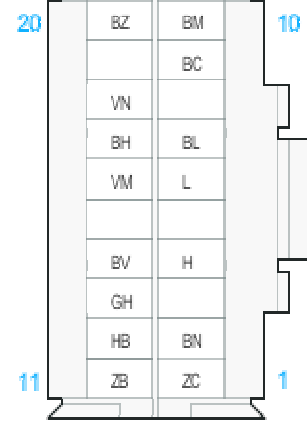 20 BZ BM 10
BC
VN
BH BL
VM L
BV H
GH
HB BN
11 ZB ZC 1